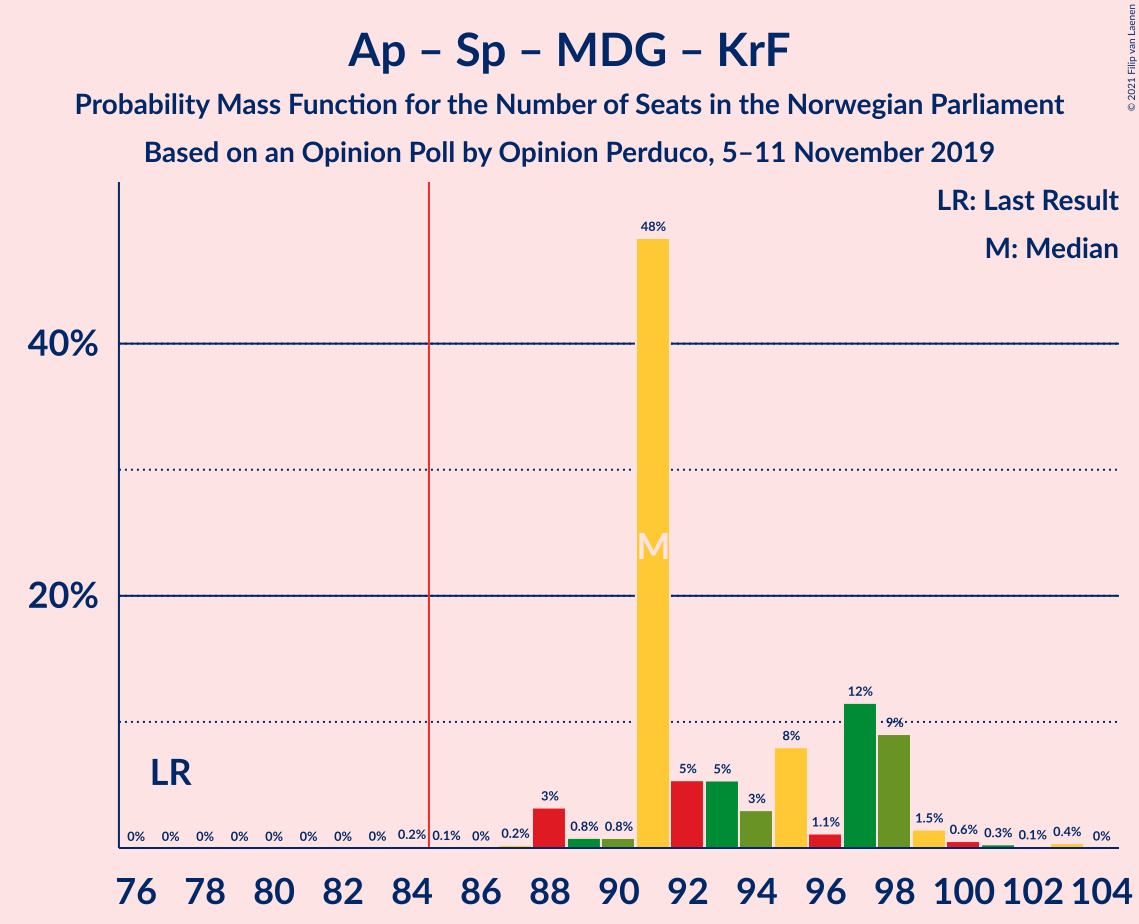 Ap – Sp – MDG – KrF
Probability Mass Function for the Number of Seats in the Norwegian Parliament
Based on an Opinion Poll by Opinion Perduco, 5–11 November 2019
© 2021 Filip van Laenen
LR: Last Result
M: Median
48%
40%
M
20%
12%
9%
8%
5% 5%
3% 3%
LR
0% 0% 0% 0% 0% 0% 0% 0% 0.2% 0.1% 0% 0.2% 0.8% 0.8% 1.1% 1.5% 0.6% 0.3% 0.1% 0.4% 0%
76 78 80 82 84 86 88 90 92 94 96 98 100 102 104